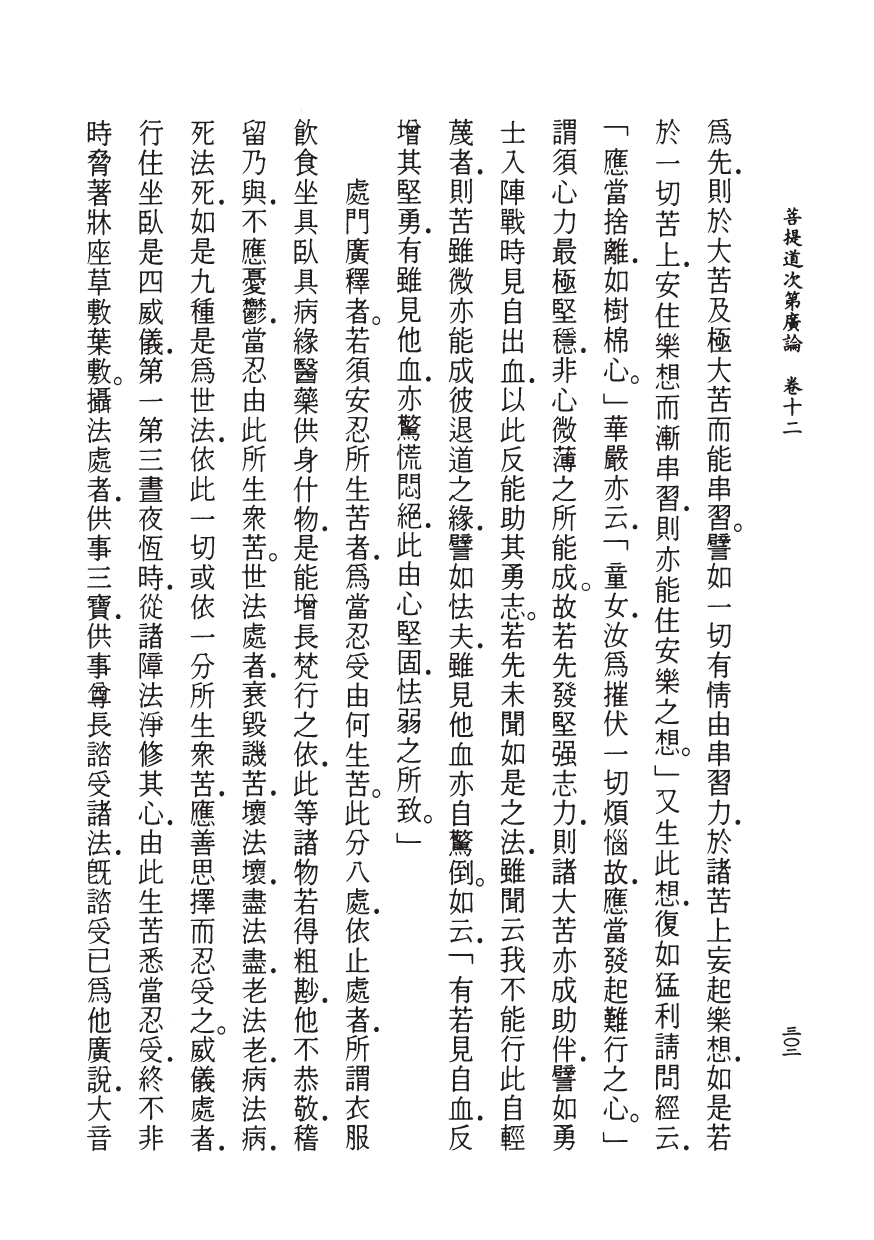 菩提道次第廣論　卷十二
三〇二
爲先．則於大苦及極大苦而能串習。譬如一切有情由串習力．於諸苦上妄起樂想．如是若
於一切苦上．安住樂想而漸串習．則亦能住安樂之想。」又生此想．復如猛利請問經云．
「應當捨離．如樹棉心。」華嚴亦云．「童女．汝爲摧伏一切煩惱故．應當發起難行之心。」
謂須心力最極堅穩．非心微薄之所能成。故若先發堅强志力．則諸大苦亦成助伴．譬如勇
士入陣戰時見自出血．以此反能助其勇志。若先未聞如是之法．雖聞云我不能行此自輕
蔑者．則苦雖微亦能成彼退道之緣．譬如怯夫．雖見他血亦自驚倒。如云．「有若見自血．反
增其堅勇．有雖見他血．亦驚慌悶絕．此由心堅固．怯弱之所致。」
處門廣釋者。若須安忍所生苦者．爲當忍受由何生苦。此分八處．依止處者．所謂衣服
飲食坐具臥具病緣醫藥供身什物．是能增長梵行之依．此等諸物若得粗尠．他不恭敬．稽
留乃與．不應憂鬱．當忍由此所生衆苦。世法處者．衰毀譏苦．壞法壞．盡法盡．老法老．病法病．
死法死．如是九種是爲世法．依此一切或依一分所生衆苦．應善思擇而忍受之。威儀處者．
行住坐臥是四威儀．第一第三晝夜恆時．從諸障法淨修其心．由此生苦悉當忍受．終不非
時脅著牀座草敷葉敷。攝法處者．供事三寶．供事尊長諮受諸法．既諮受已爲他廣說．大音